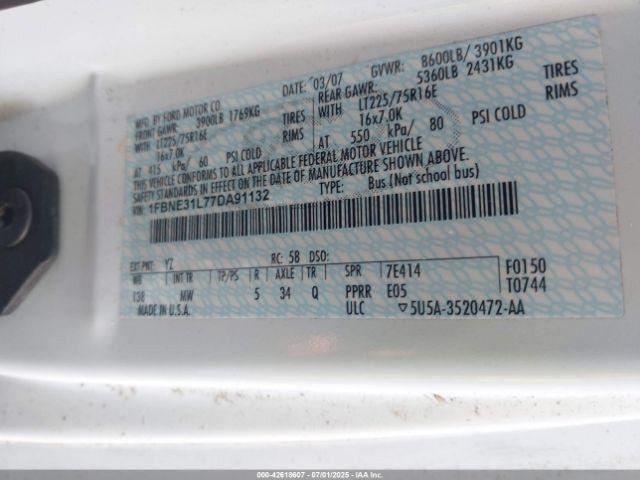 MFD. BY FORD MOTOR CO.
DATE: 03/07 GVWR: 8600LB/ 3901KG
FRONT GAWR: 3900LB 1769KG
REAR GAWR: 5360LB 2431KG
WITH LT225/75R16E TIRES
WITH LT225/75R16E TIRES
16x7.0K RIMS
16x7.0K RIMS
AT 415 kPa/ 60 PSI COLD
AT 550 kPa/ 80 PSI COLD
THIS VEHICLE CONFORMS TO ALL APPLICABLE FEDERAL MOTOR VEHICLE
SAFETY STANDARDS IN EFFECT ON THE DATE OF MANUFACTURE SHOWN ABOVE.
VIN: 1FBNE31L77DA91132
TYPE: Bus (Not school bus)
EXT PNT: YZ RC: 58 DSO:
WB INT TR TP/PS R AXLE TR SPR 7E414 F0150
138 MW 5 34 Q PPRR E05 T0744
MADE IN U.S.A. ULC ▽5U5A-3520472-AA
000-42618607 - 07/01/2025 - IAAI.COM